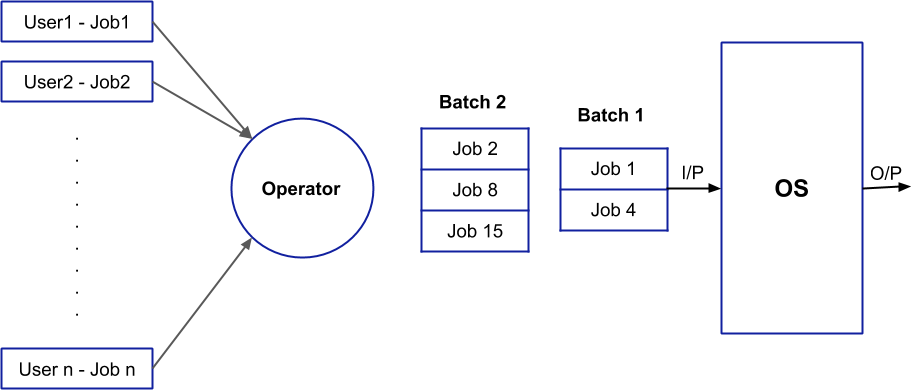 User1 - Job1
User2 - Job2
User n - Job n
Operator
Batch 2
Job 2
Job 8
Job 15
Batch 1
Job 1
Job 4
I/P
OS
O/P